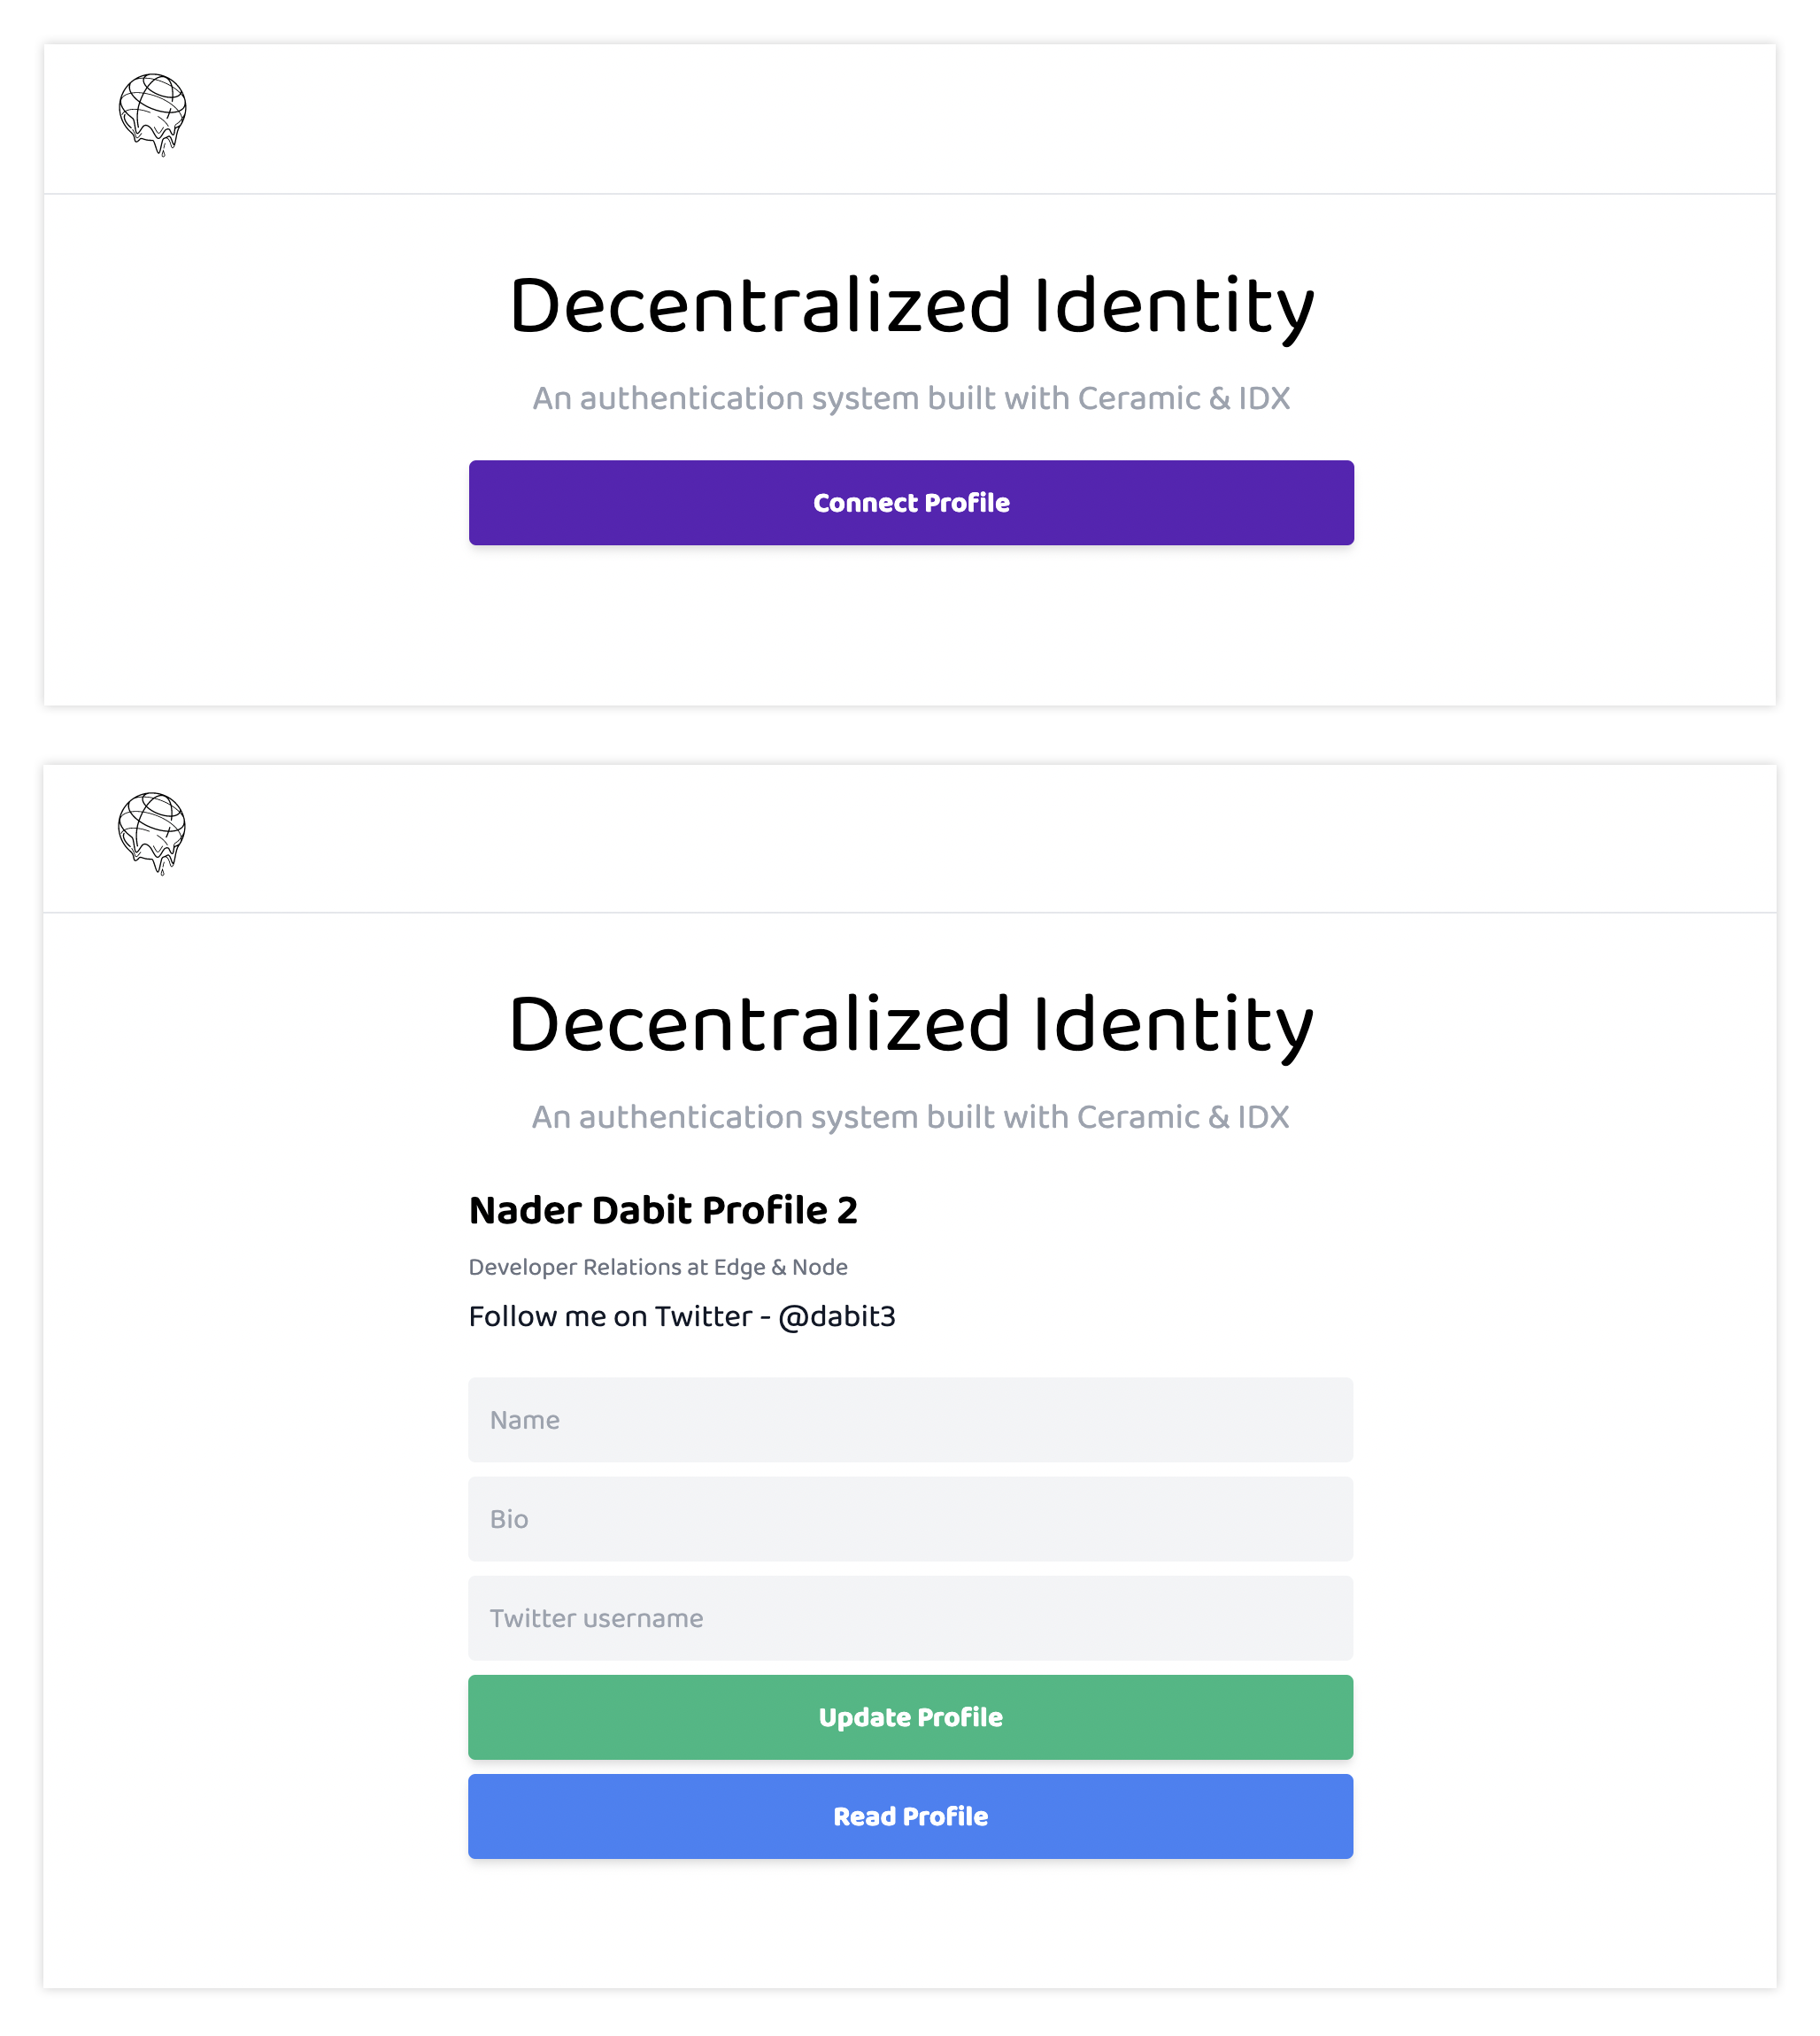 Decentralized Identity
An authentication system built with Ceramic & IDX
Connect Profile
Decentralized Identity
An authentication system built with Ceramic & IDX
Nader Dabit Profile 2
Developer Relations at Edge & Node
Follow me on Twitter - @dabit3
Name
Bio
Twitter username
Update Profile
Read Profile